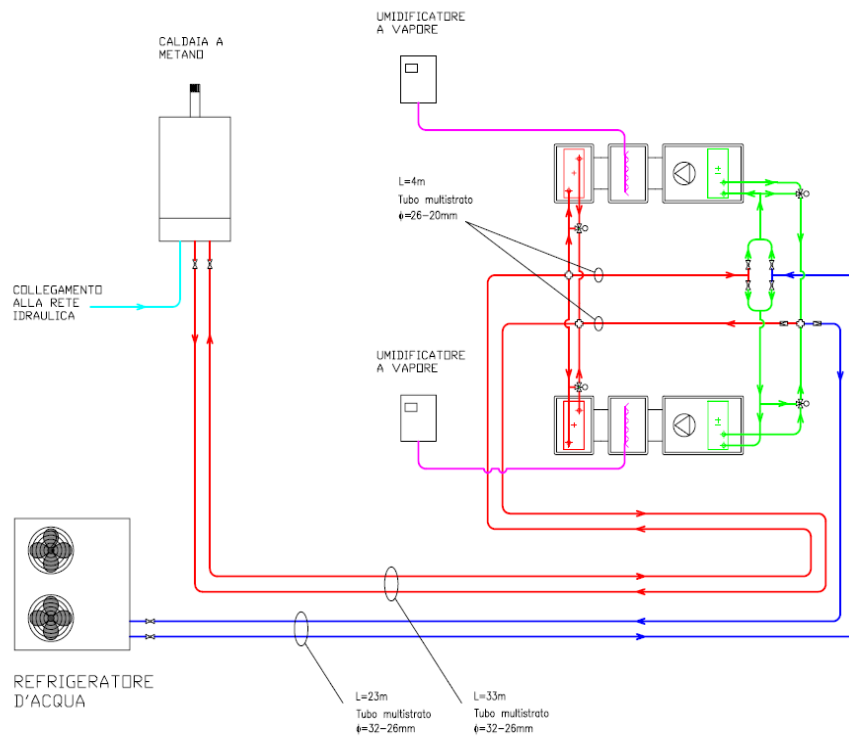 UMIDIFICATORE
A VAPORE
CALDAIA A
METANO
L=4m
Tubo multistrato
ϕ=26-20mm
COLLEGAMENTO
ALLA RETE
IDRAULICA
UMIDIFICATORE
A VAPORE
REFRIGERATORE
D'ACQUA
L=23m
Tubo multistrato
ϕ=32-26mm
L=33m
Tubo multistrato
ϕ=32-26mm
+
±
+
±